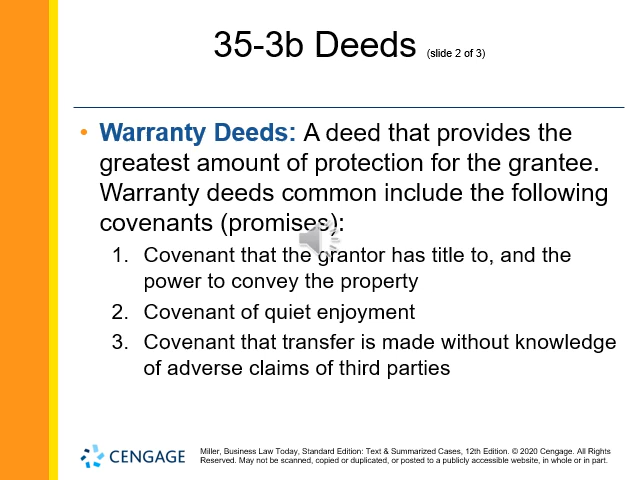 35-3b Deeds (slide 2 of 3)
• Warranty Deeds: A deed that provides the
greatest amount of protection for the grantee.
Warranty deeds common include the following
covenants (promises):
1. Covenant that the grantor has title to, and the
power to convey the property
2. Covenant of quiet enjoyment
3. Covenant that transfer is made without knowledge
of adverse claims of third parties
CENGAGE
Miller, Business Law Today, Standard Edition: Text & Summarized Cases, 12th Edition. © 2020 Cengage. All Rights
Reserved. May not be scanned, copied or duplicated, or posted to a publicly accessible website, in whole or in part.